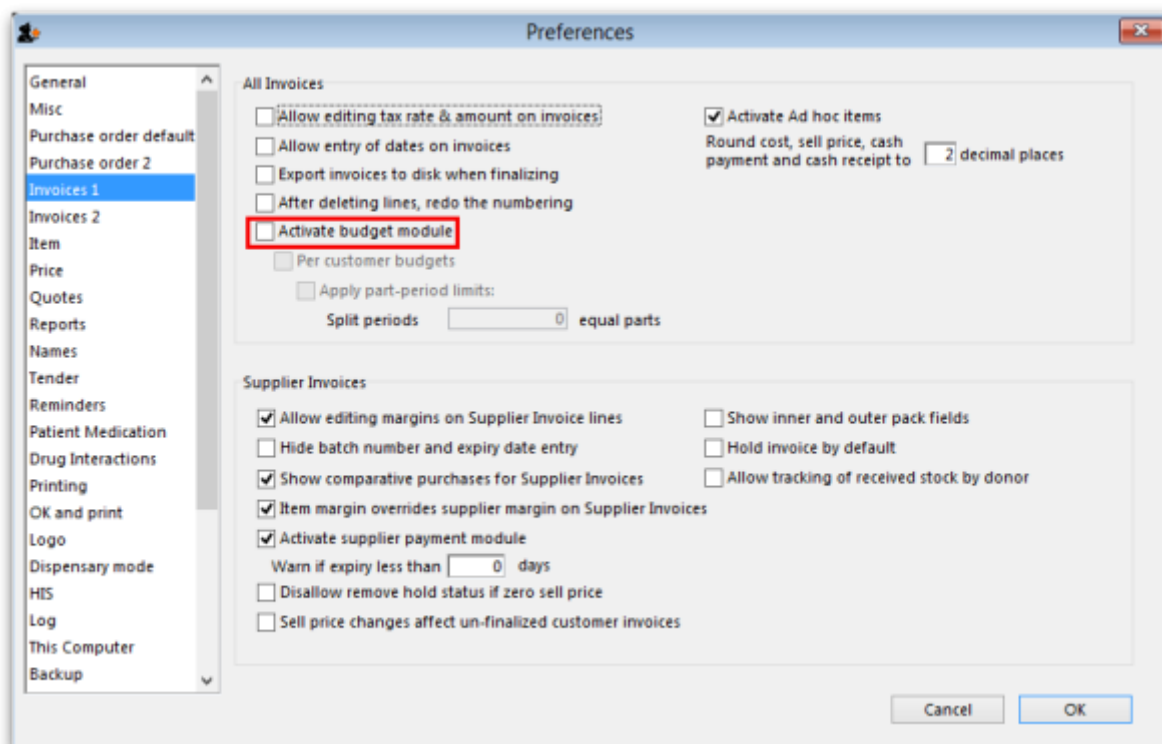 Preferences
General
Misc
Purchase order default
Purchase order 2
Invoices 1
Invoices 2
Item
Price
Quotes
Reports
Names
Tender
Reminders
Patient Medication
Drug Interactions
Printing
OK and print
Logo
Dispensary mode
HIS
Log
This Computer
Backup
All Invoices
Allow editing tax rate & amount on invoices
Allow entry of dates on invoices
Export invoices to disk when finalizing
After deleting lines, redo the numbering
Activate budget module
Per customer budgets
Apply part-period limits:
Split periods 0 equal parts
Activate Ad hoc items
Round cost, sell price, cash
payment and cash receipt to 2 decimal places
Supplier Invoices
Allow editing margins on Supplier Invoice lines
Hide batch number and expiry date entry
Show comparative purchases for Supplier Invoices
Item margin overrides supplier margin on Supplier Invoices
Activate supplier payment module
Warn if expiry less than 0 days
Disallow remove hold status if zero sell price
Sell price changes affect un-finalized customer invoices
Show inner and outer pack fields
Hold invoice by default
Allow tracking of received stock by donor
Cancel
OK